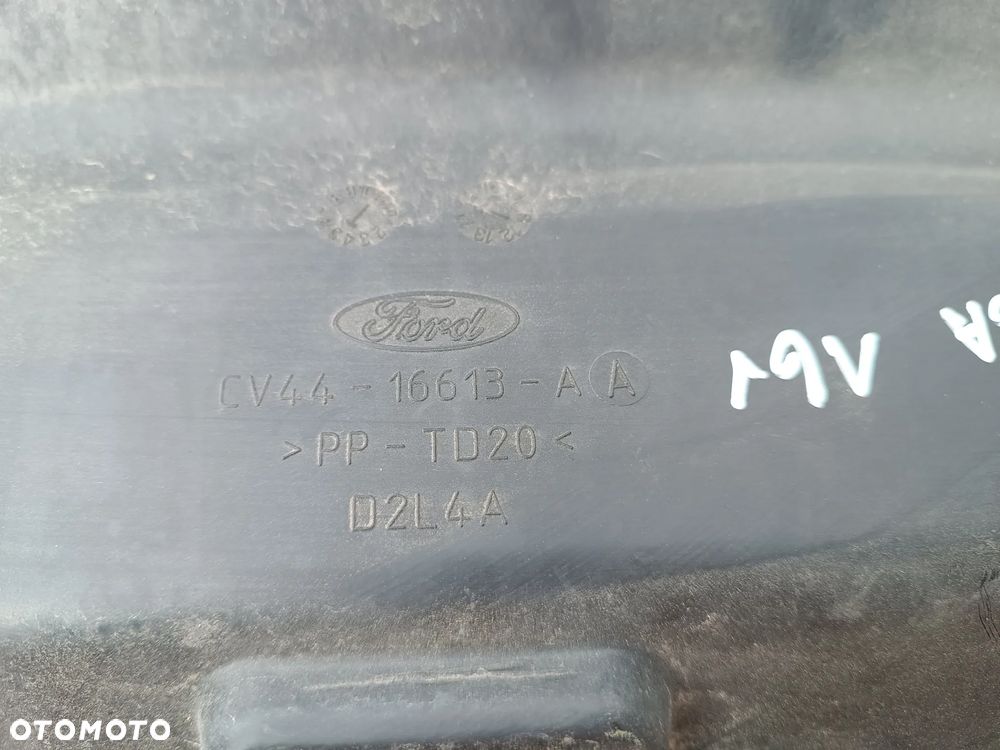 Ford
CV44-16613-A A
>PP-TD20<
D2L4A
OTOMOTO